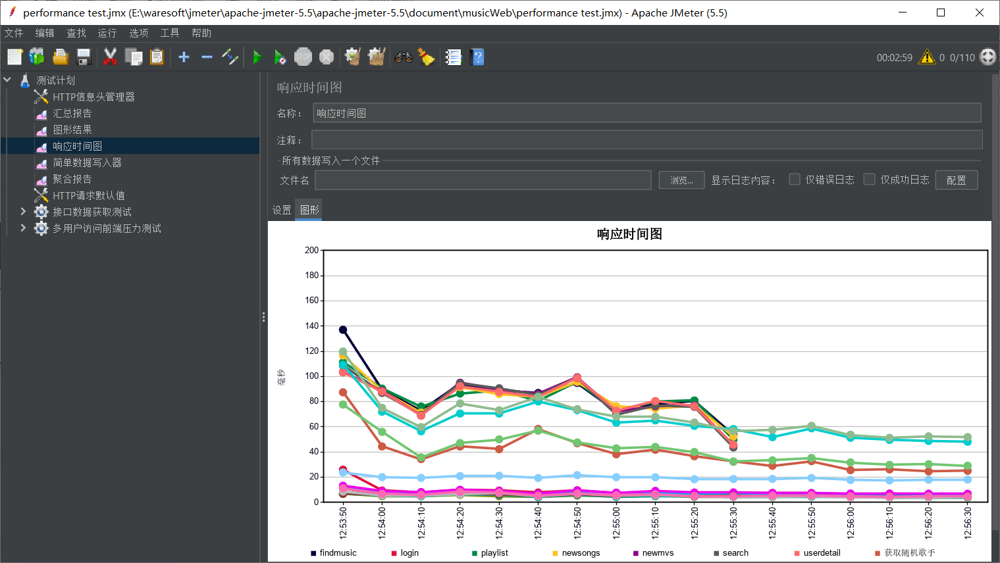 performance test.jmx (E:\waresoft\jmeter\apache-jmeter-5.5\apache-jmeter-5.5\document\musicWeb\performance test.jmx) - Apache JMeter (5.5)
文件 编辑 查找 运行 选项 工具 帮助
STOP 00:02:59 0 0/110
测试计划
HTTP信息头管理器
汇总报告
图形结果
响应时间图
简单数据写入器
聚合报告
HTTP请求默认值
接口数据获取测试
多用户访问前端压力测试
响应时间图
名称： 响应时间图
注释：
所有数据写入一个文件
文件名 浏览... 显示日志内容： 仅错误日志 仅成功日志 配置
设置 图形
响应时间图
200
180
160
140
120
100
80
60
40
20
0
毫秒
12:53:50 12:54:00 12:54:10 12:54:20 12:54:30 12:54:40 12:54:50 12:55:00 12:55:10 12:55:20 12:55:30 12:55:40 12:55:50 12:56:00 12:56:10 12:56:20 12:56:30
findmusic login playlist newsongs newmvs search userdetail 获取随机歌手